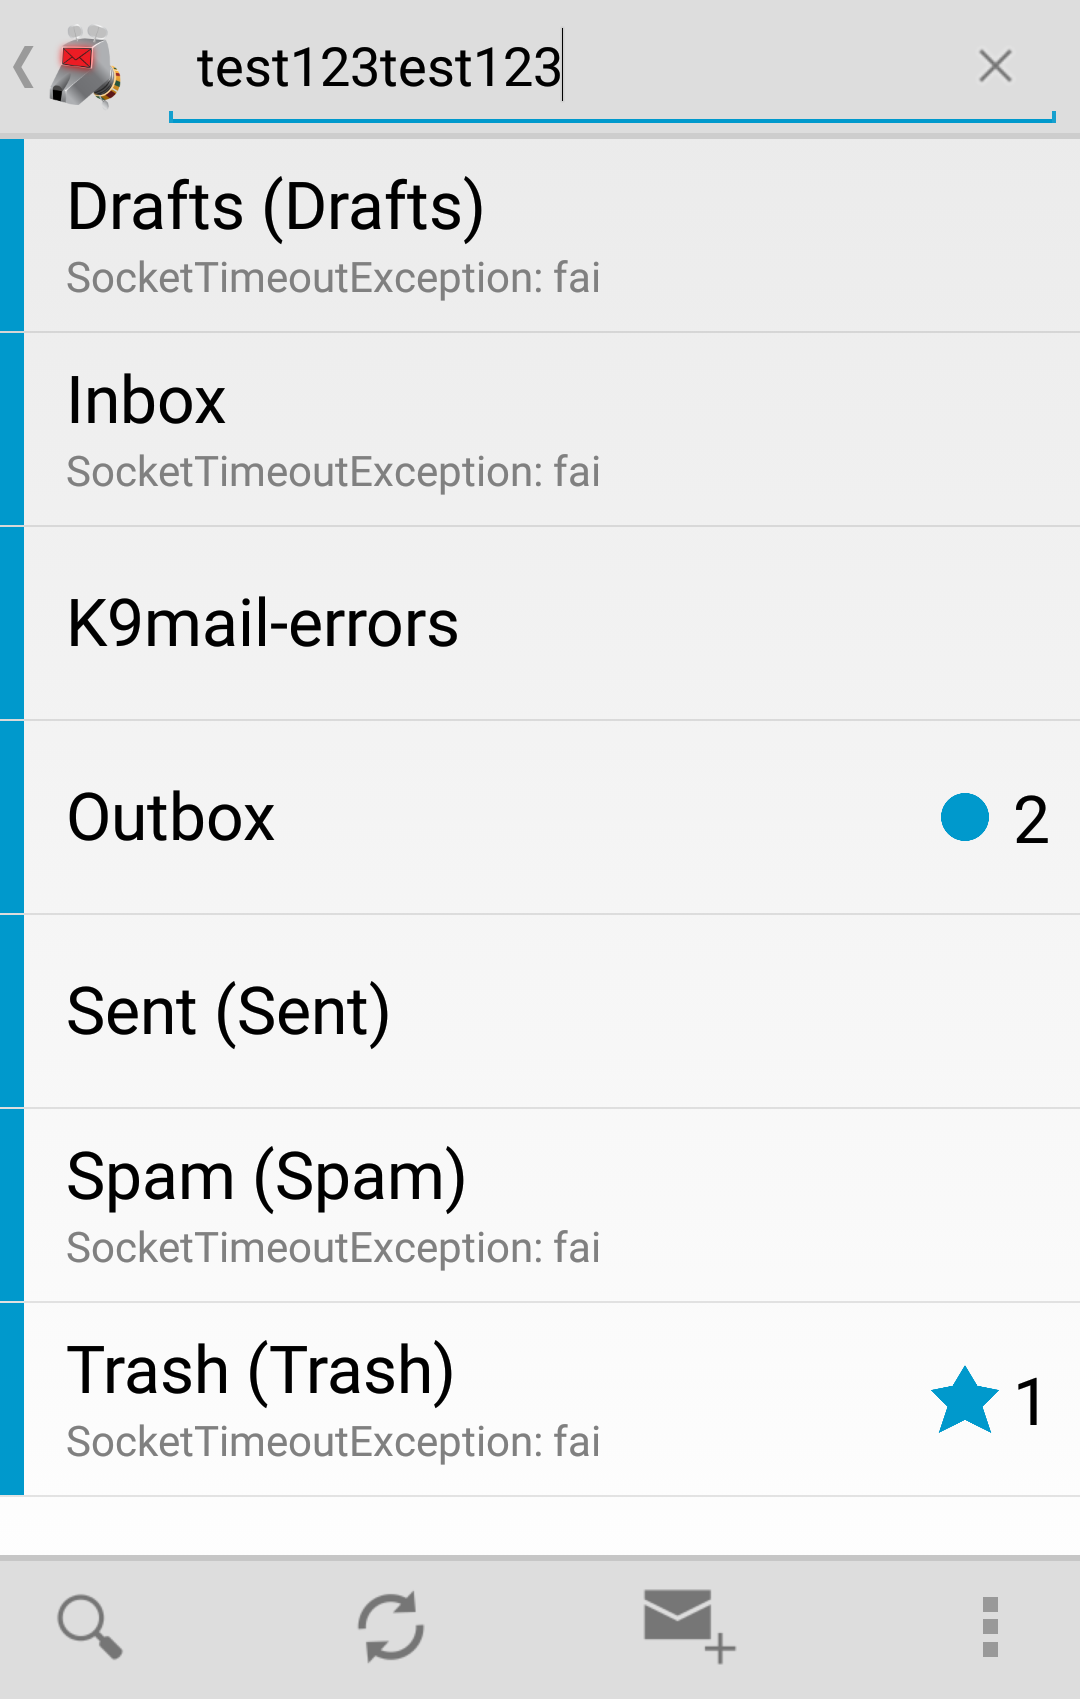 test123test123
Drafts (Drafts)
SocketTimeoutException: fai
Inbox
SocketTimeoutException: fai
K9mail-errors
Outbox 2
Sent (Sent)
Spam (Spam)
SocketTimeoutException: fai
Trash (Trash) 1
SocketTimeoutException: fai